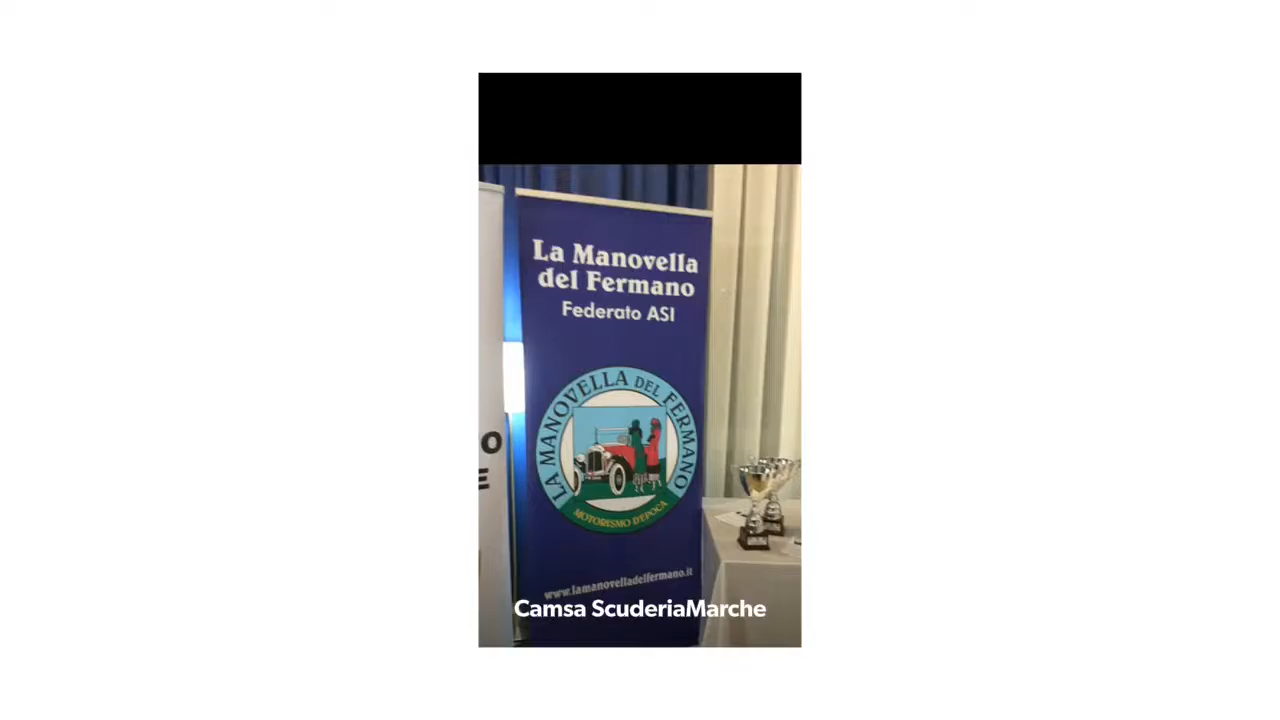 La Manovella
del Fermano
Federato ASI
LA MANOVELLA DEL FERMANO
MOTORISMO D'EPOCA
www.lamanovelladelfermano.it
O
E
Camsa ScuderiaMarche